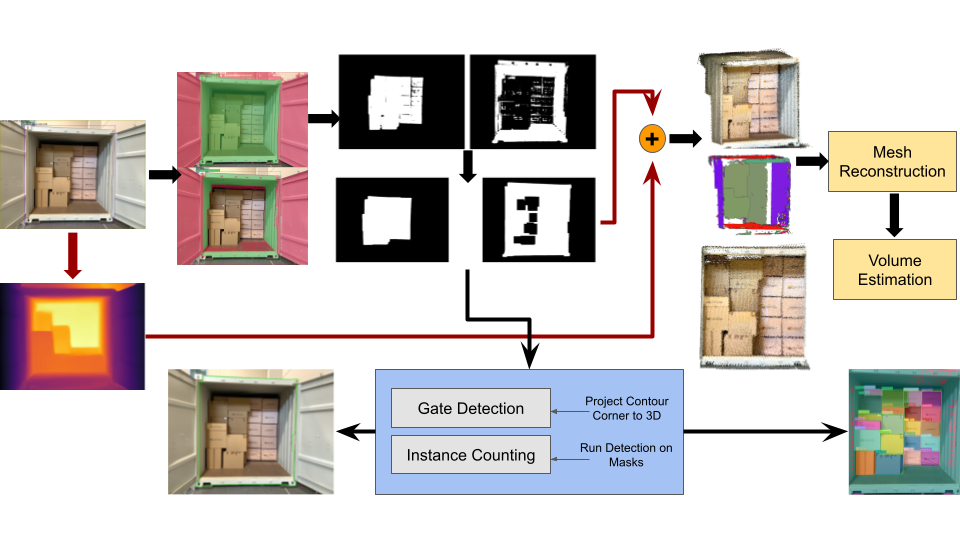 Mesh
Reconstruction
Volume
Estimation
Gate Detection
Project Contour
Corner to 3D
Instance Counting
Run Detection on
Masks